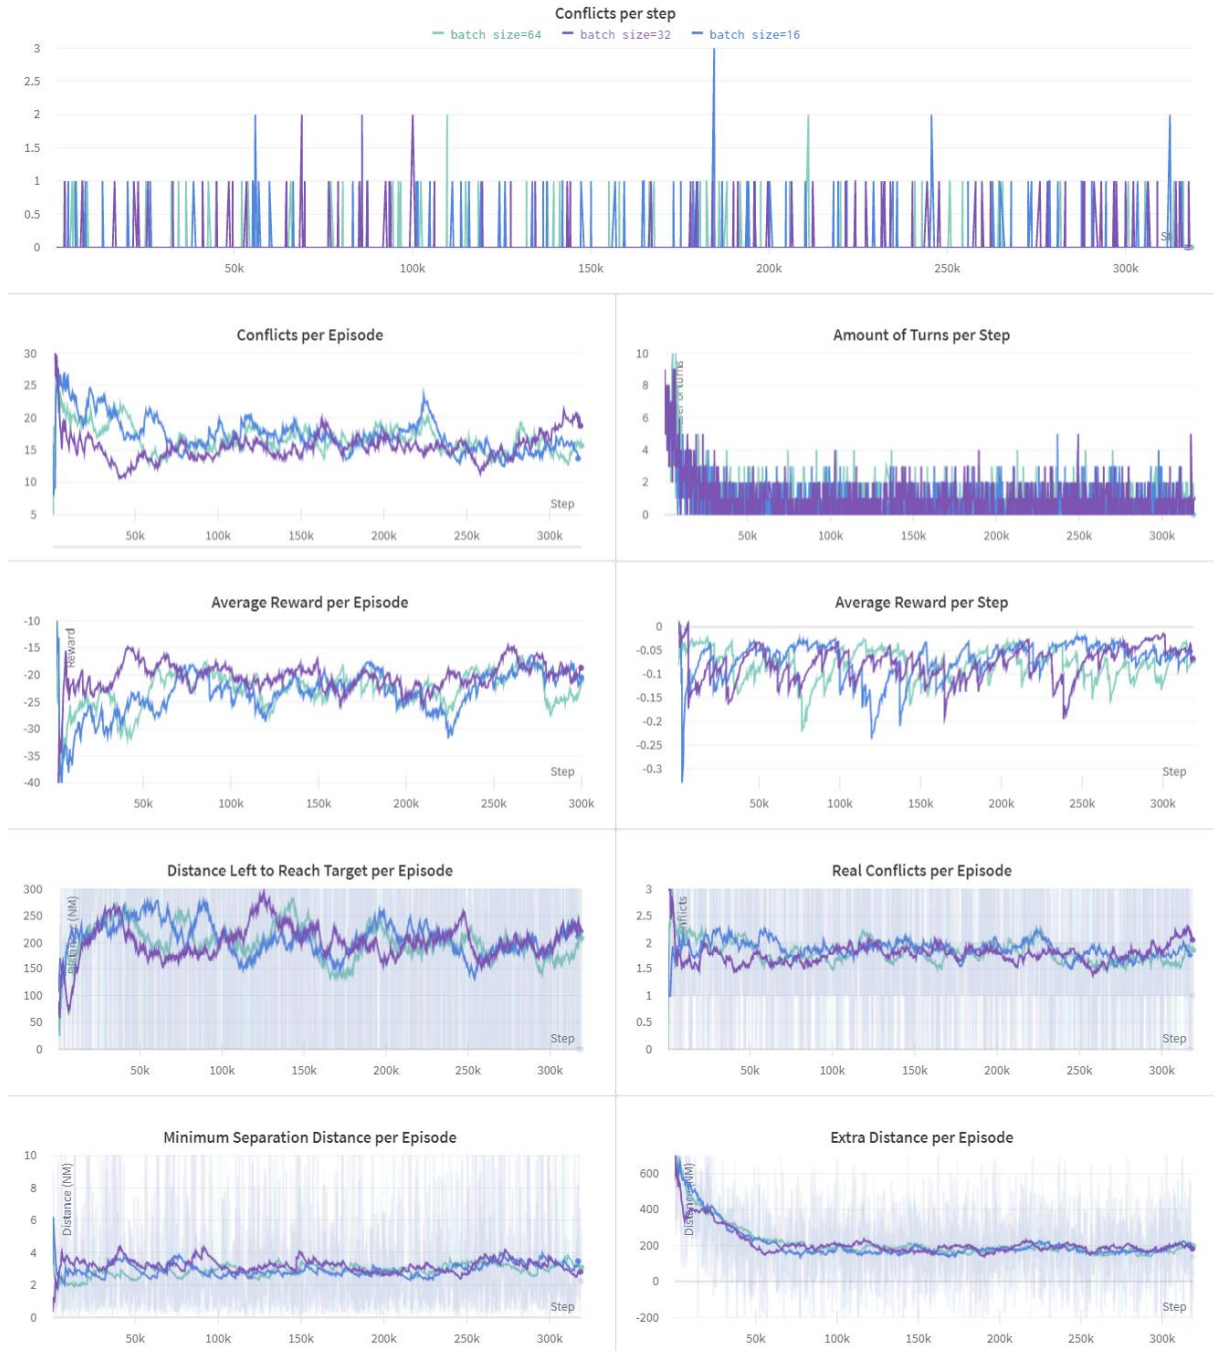 Conflicts per step
batch size=64 batch size=32 batch size=16
3
2.5
2
1.5
1
0.5
0
50k 100k 150k 200k 250k 300k
Conflicts per Episode
30
25
20
15
10
5
Step
50k 100k 150k 200k 250k 300k
Amount of Turns per Step
10
8
6
4
2
0
50k 100k 150k 200k 250k 300k
Average Reward per Episode
Reward
-10
-15
-20
-25
-30
-35
-40
Step
50k 100k 150k 200k 250k 300k
Average Reward per Step
0
-0.05
-0.1
-0.15
-0.2
-0.25
-0.3
Step
50k 100k 150k 200k 250k 300k
Distance Left to Reach Target per Episode
Distance (NM)
300
250
200
150
100
50
0
Step
50k 100k 150k 200k 250k 300k
Real Conflicts per Episode
3
2.5
2
1.5
1
0.5
0
Step
50k 100k 150k 200k 250k 300k
Minimum Separation Distance per Episode
Distance (NM)
10
8
6
4
2
0
Step
50k 100k 150k 200k 250k 300k
Extra Distance per Episode
Distance (NM)
600
400
200
0
-200
Step
50k 100k 150k 200k 250k 300k